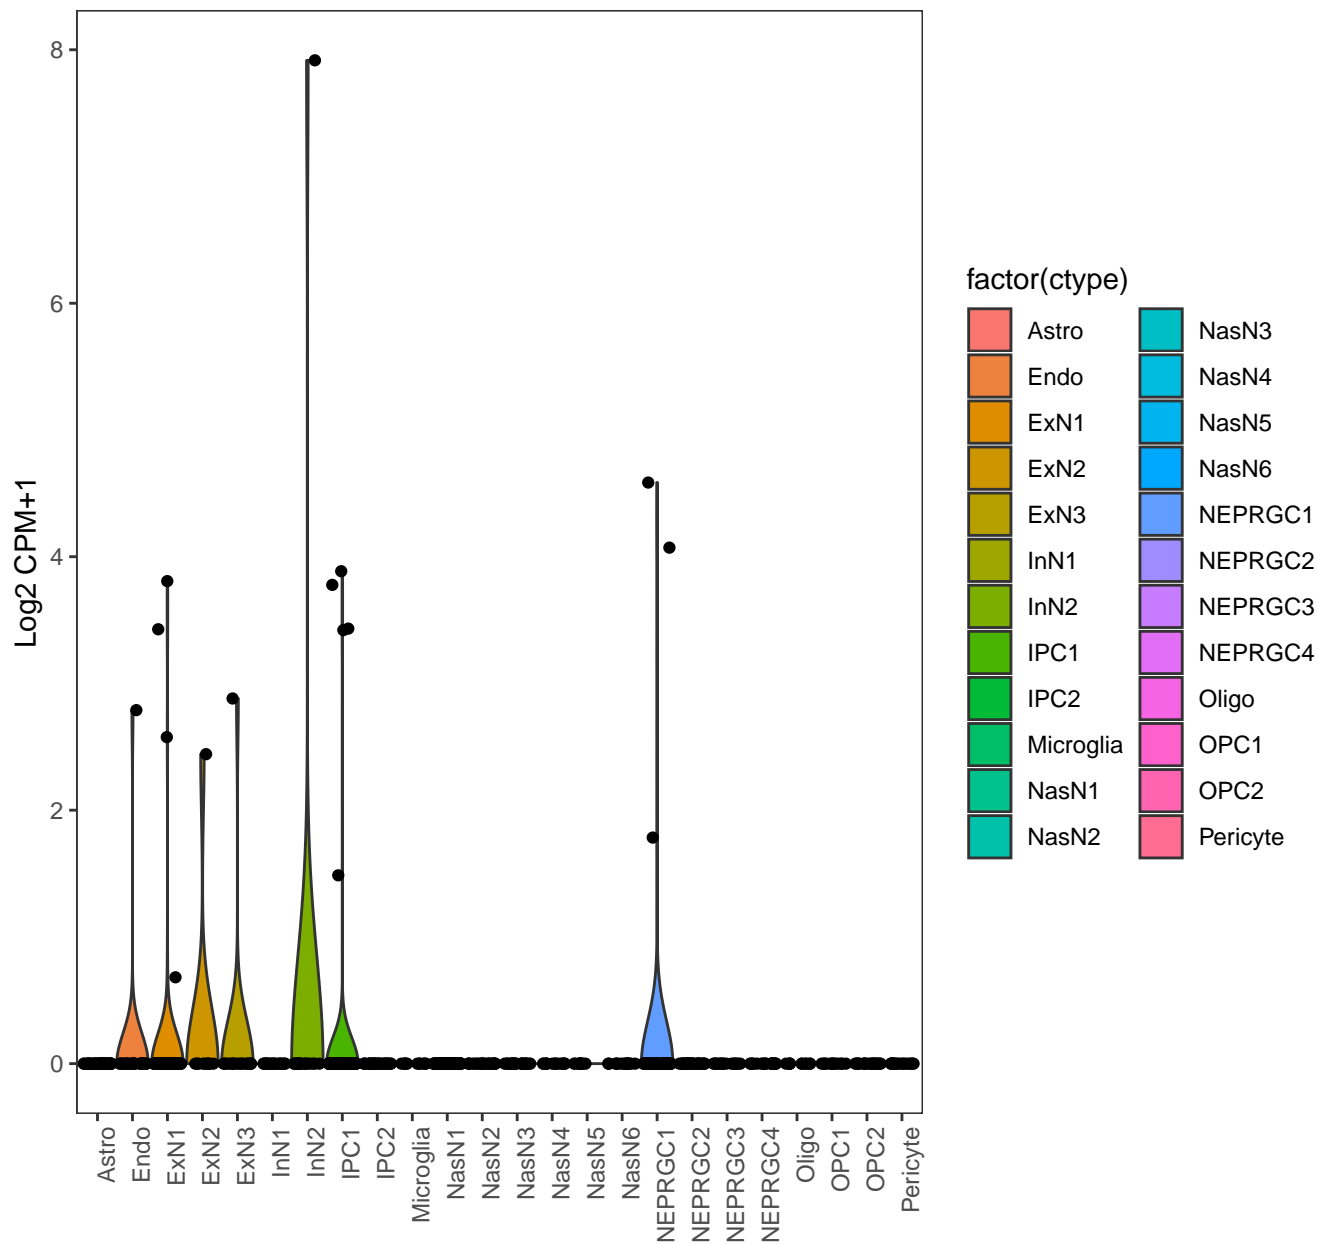 8
6
4
2
0
Log2 CPM+1
Astro
Endo
ExN1
ExN2
ExN3
InN1
InN2
IPC1
IPC2
Microglia
NasN1
NasN2
NasN3
NasN4
NasN5
NasN6
NEPRGC1
NEPRGC2
NEPRGC3
NEPRGC4
Oligo
OPC1
OPC2
Pericyte
factor(ctype)
Astro
Endo
ExN1
ExN2
ExN3
InN1
InN2
IPC1
IPC2
Microglia
NasN1
NasN2
NasN3
NasN4
NasN5
NasN6
NEPRGC1
NEPRGC2
NEPRGC3
NEPRGC4
Oligo
OPC1
OPC2
Pericyte